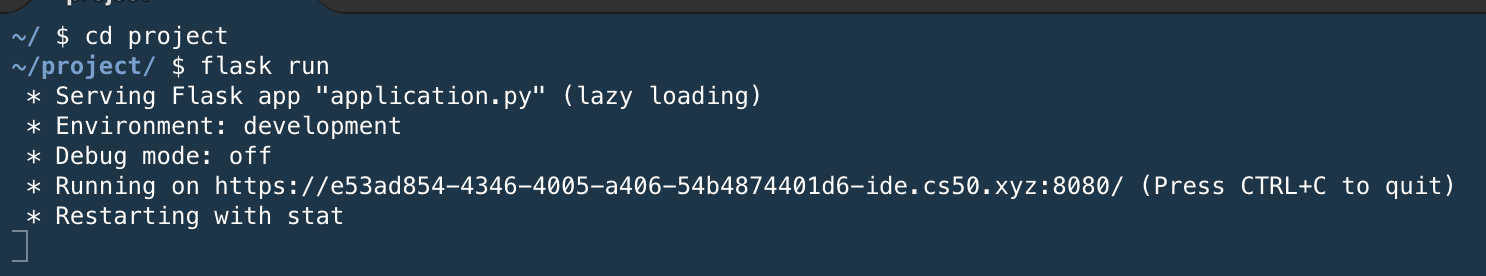 ~/ $ cd project
~/project/ $ flask run
 * Serving Flask app "application.py" (lazy loading)
 * Environment: development
 * Debug mode: off
 * Running on https://e53ad854-4346-4005-a406-54b4874401d6-ide.cs50.xyz:8080/ (Press CTRL+C to quit)
 * Restarting with stat